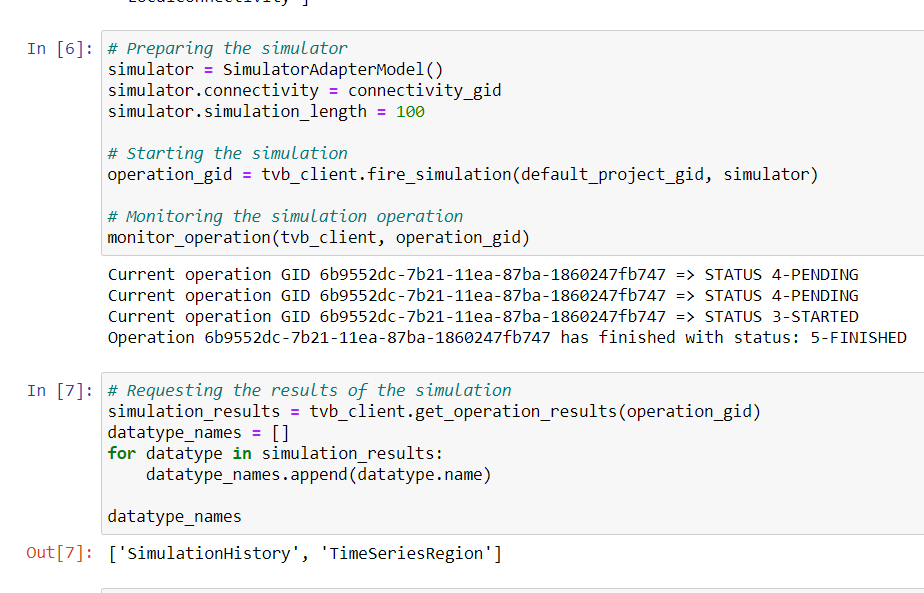 In [6]: # Preparing the simulator
simulator = SimulatorAdapterModel()
simulator.connectivity = connectivity_gid
simulator.simulation_length = 100
# Starting the simulation
operation_gid = tvb_client.fire_simulation(default_project_gid, simulator)
# Monitoring the simulation operation
monitor_operation(tvb_client, operation_gid)
Current operation GID 6b9552dc-7b21-11ea-87ba-1860247fb747 => STATUS 4-PENDING
Current operation GID 6b9552dc-7b21-11ea-87ba-1860247fb747 => STATUS 4-PENDING
Current operation GID 6b9552dc-7b21-11ea-87ba-1860247fb747 => STATUS 3-STARTED
Operation 6b9552dc-7b21-11ea-87ba-1860247fb747 has finished with status: 5-FINISHED
In [7]: # Requesting the results of the simulation
simulation_results = tvb_client.get_operation_results(operation_gid)
datatype_names = []
for datatype in simulation_results:
    datatype_names.append(datatype.name)
datatype_names
Out[7]: ['SimulationHistory', 'TimeSeriesRegion']